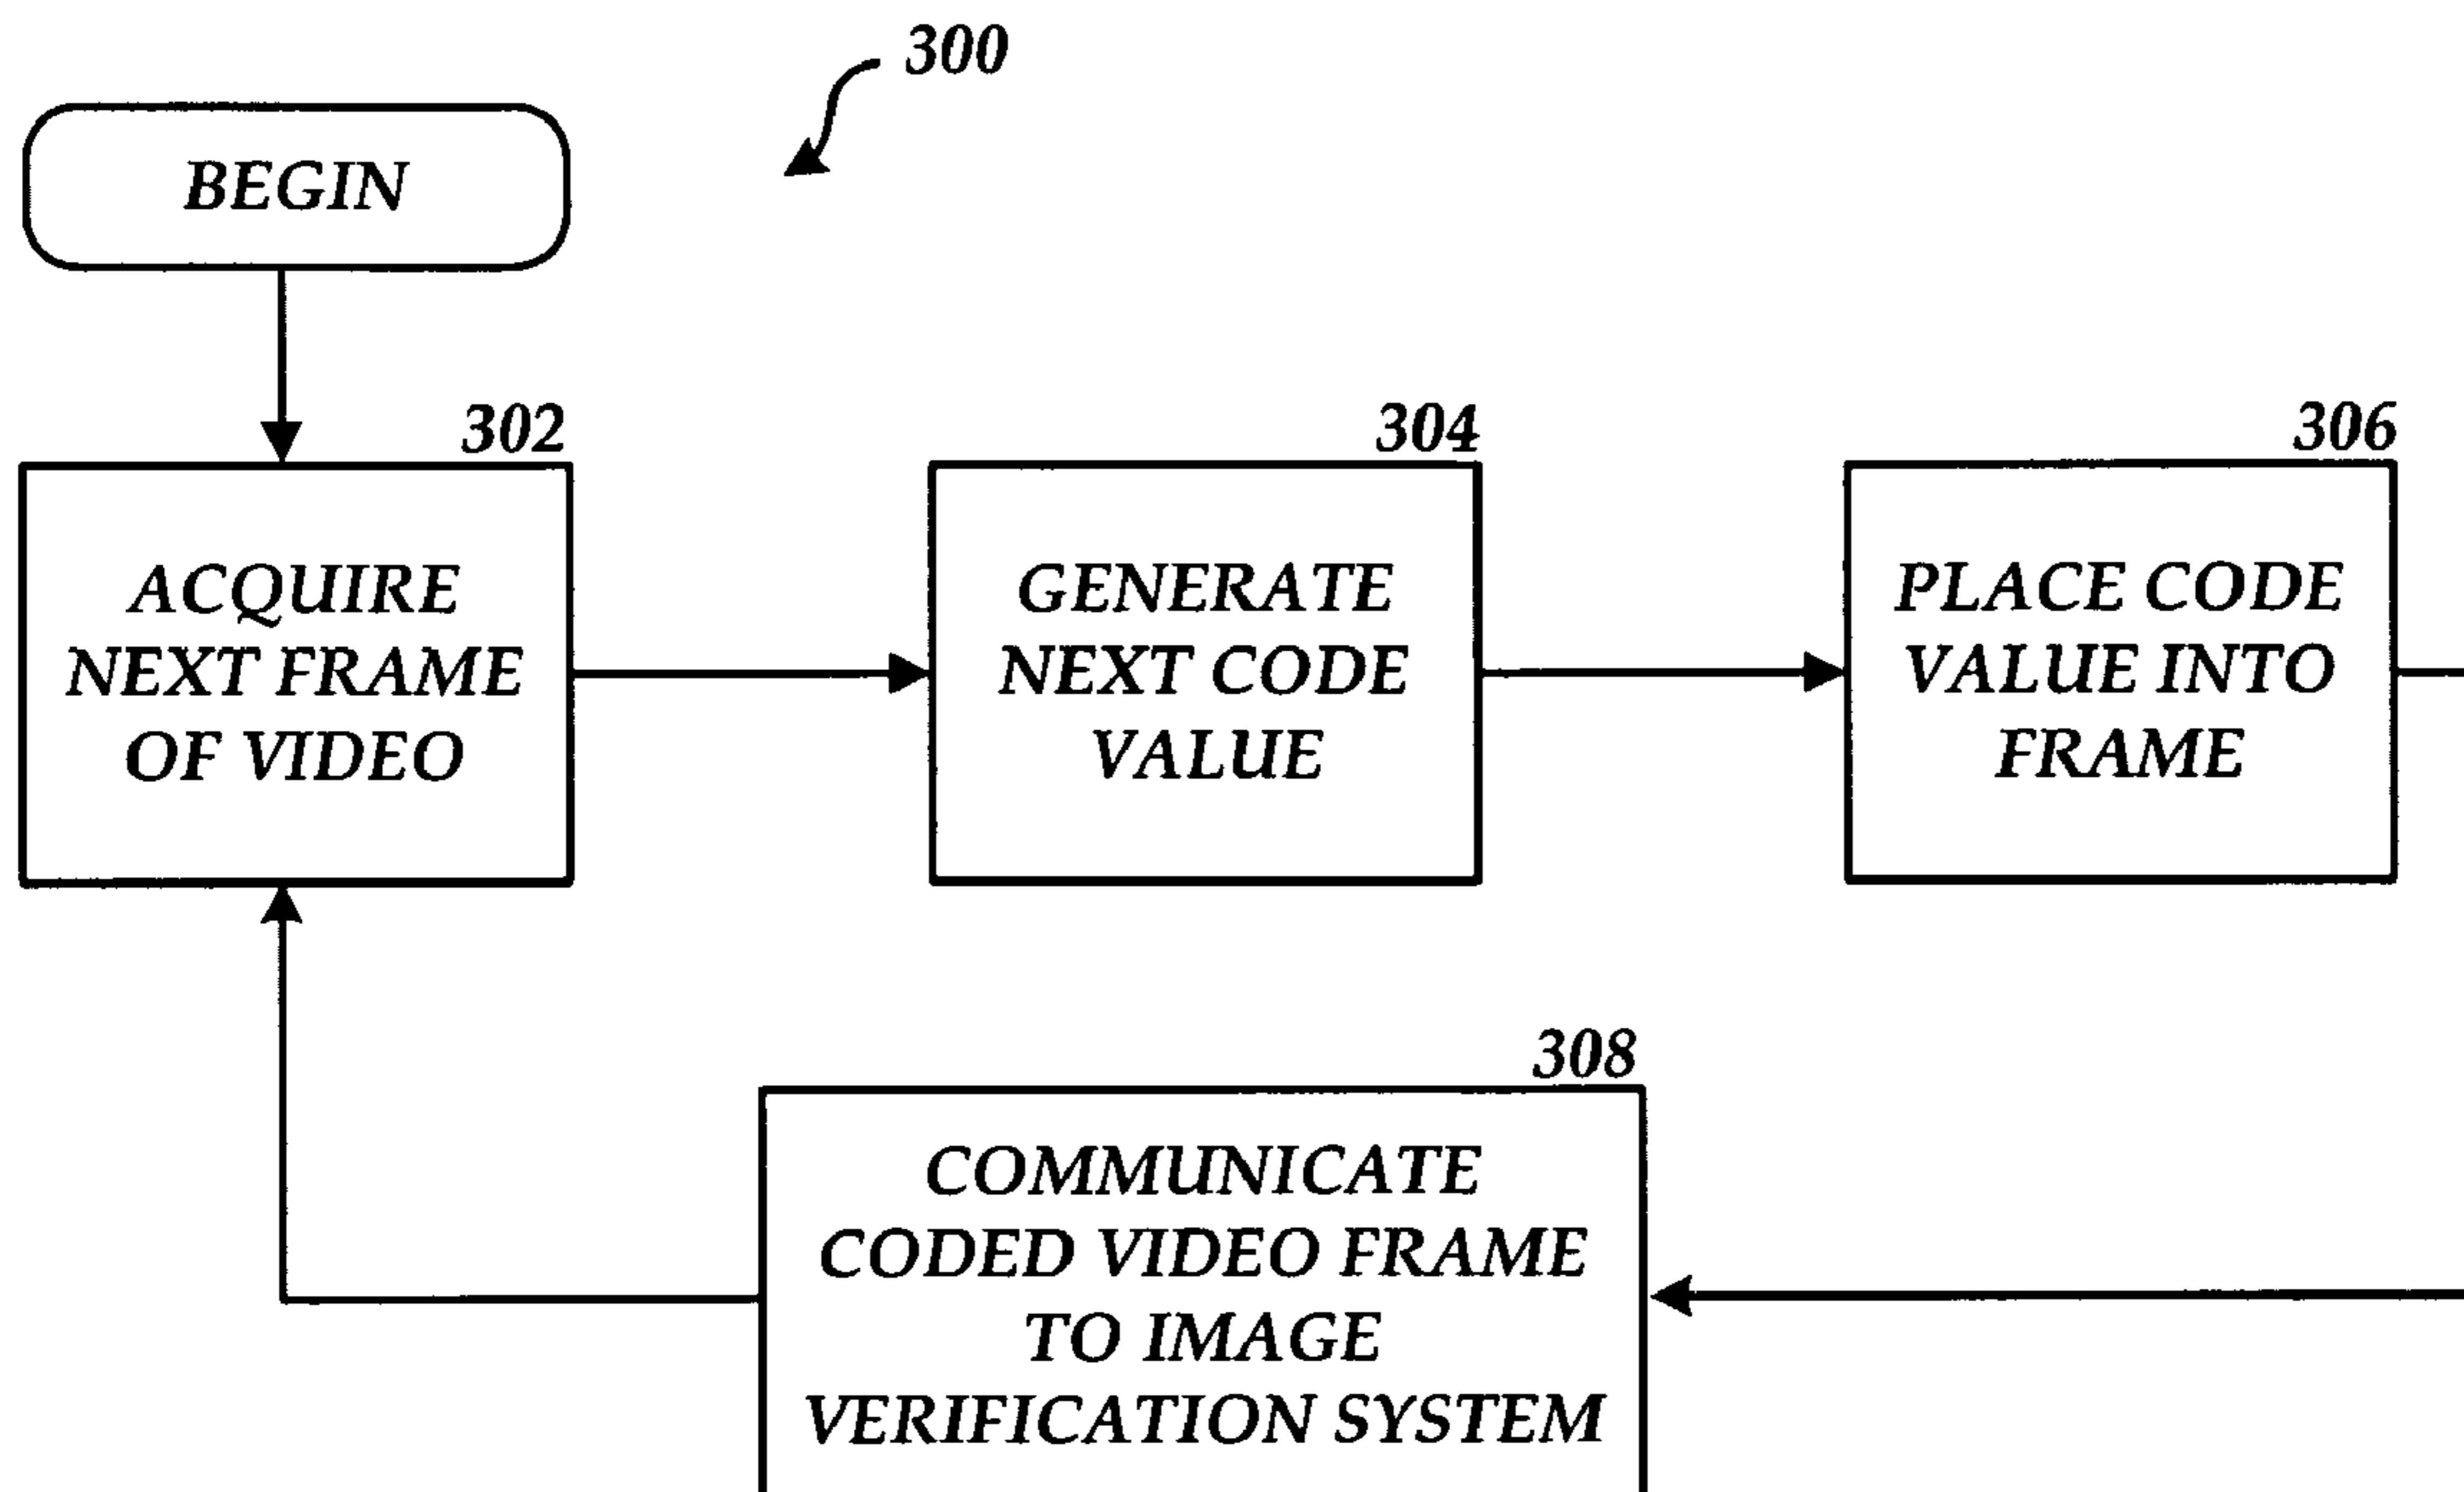 300
BEGIN
302
ACQUIRE
NEXT FRAME
OF VIDEO
304
GENERATE
NEXT CODE
VALUE
306
PLACE CODE
VALUE INTO
FRAME
308
COMMUNICATE
CODED VIDEO FRAME
TO IMAGE
VERIFICATION SYSTEM